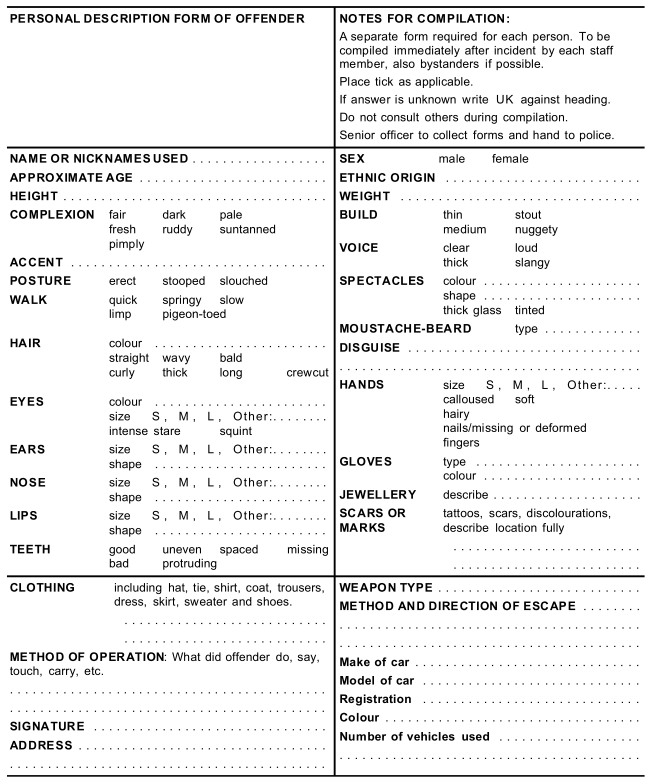 PERSONAL DESCRIPTION FORM OF OFFENDER
NOTES FOR COMPILATION:
A separate form required for each person. To be
compiled immediately after incident by each staff
member, also bystanders if possible.
Place tick as applicable.
If answer is unknown write UK against heading.
Do not consult others during compilation.
Senior officer to collect forms and hand to police.
NAME OR NICKNAMES USED . . . . . . . . . . . . . . . . . .
APPROXIMATE AGE . . . . . . . . . . . . . . . . . . . . . . . . .
HEIGHT . . . . . . . . . . . . . . . . . . . . . . . . . . . . . . . . . .
COMPLEXION fair dark pale
fresh ruddy suntanned
pimply
ACCENT . . . . . . . . . . . . . . . . . . . . . . . . . . . . . . . . .
POSTURE erect stooped slouched
WALK quick springy slow
limp pigeon-toed
HAIR colour . . . . . . . . . . . . . . . . . . . . . . .
straight wavy bald
curly thick long crewcut
EYES colour . . . . . . . . . . . . . . . . . . . . . . .
size S , M , L , Other:. . . . . . . .
intense stare squint
EARS size S , M , L , Other:. . . . . . . .
shape . . . . . . . . . . . . . . . . . . . . . . .
NOSE size S , M , L , Other:. . . . . . . .
shape . . . . . . . . . . . . . . . . . . . . . . .
LIPS size S , M , L , Other:. . . . . . . .
shape . . . . . . . . . . . . . . . . . . . . . . .
TEETH good uneven spaced missing
bad protruding
SEX male female
ETHNIC ORIGIN . . . . . . . . . . . . . . . . . . . . . . . . . .
WEIGHT . . . . . . . . . . . . . . . . . . . . . . . . . . . . . . . .
BUILD thin stout
medium nuggety
VOICE clear loud
thick slangy
SPECTACLES colour . . . . . . . . . . . . . . . . . . . . .
shape . . . . . . . . . . . . . . . . . . . . .
thick glass tinted
MOUSTACHE-BEARD type . . . . . . . . . . . . .
DISGUISE . . . . . . . . . . . . . . . . . . . . . . . . . . . . . . .
. . . . . . . . . . . . . . . . . . . . . . . . . . . . . . . . . . . . . . . .
HANDS size S , M , L , Other:. . . . .
calloused soft
hairy
nails/missing or deformed
fingers
GLOVES type . . . . . . . . . . . . . . . . . . . . . .
colour . . . . . . . . . . . . . . . . . . . . . .
JEWELLERY describe . . . . . . . . . . . . . . . . . . . .
SCARS OR tattoos, scars, discolourations,
MARKS describe location fully
. . . . . . . . . . . . . . . . . . . . . . . . .
. . . . . . . . . . . . . . . . . . . . . . . . .
CLOTHING including hat, tie, shirt, coat, trousers,
dress, skirt, sweater and shoes.
. . . . . . . . . . . . . . . . . . . . . . . . . . .
. . . . . . . . . . . . . . . . . . . . . . . . . . .
METHOD OF OPERATION: What did offender do, say,
touch, carry, etc.
. . . . . . . . . . . . . . . . . . . . . . . . . . . . . . . . . . . . . . . . .
. . . . . . . . . . . . . . . . . . . . . . . . . . . . . . . . . . . . . . . . .
SIGNATURE . . . . . . . . . . . . . . . . . . . . . . . . . . . . . .
ADDRESS . . . . . . . . . . . . . . . . . . . . . . . . . . . . . . . .
. . . . . . . . . . . . . . . . . . . . . . . . . . . . . . . . . . . . . . . . .
WEAPON TYPE . . . . . . . . . . . . . . . . . . . . . . . . . . .
METHOD AND DIRECTION OF ESCAPE . . . . . . . .
. . . . . . . . . . . . . . . . . . . . . . . . . . . . . . . . . . . . . . . .
. . . . . . . . . . . . . . . . . . . . . . . . . . . . . . . . . . . . . . . .
Make of car . . . . . . . . . . . . . . . . . . . . . . . . . . . . . .
Model of car . . . . . . . . . . . . . . . . . . . . . . . . . . . . .
Registration . . . . . . . . . . . . . . . . . . . . . . . . . . . . .
Colour . . . . . . . . . . . . . . . . . . . . . . . . . . . . . . . . . .
Number of vehicles used . . . . . . . . . . . . . . . . . . .
. . . . . . . . . . . . . . . . . . . . . . . . . . . . . . . . . . . . . . . .